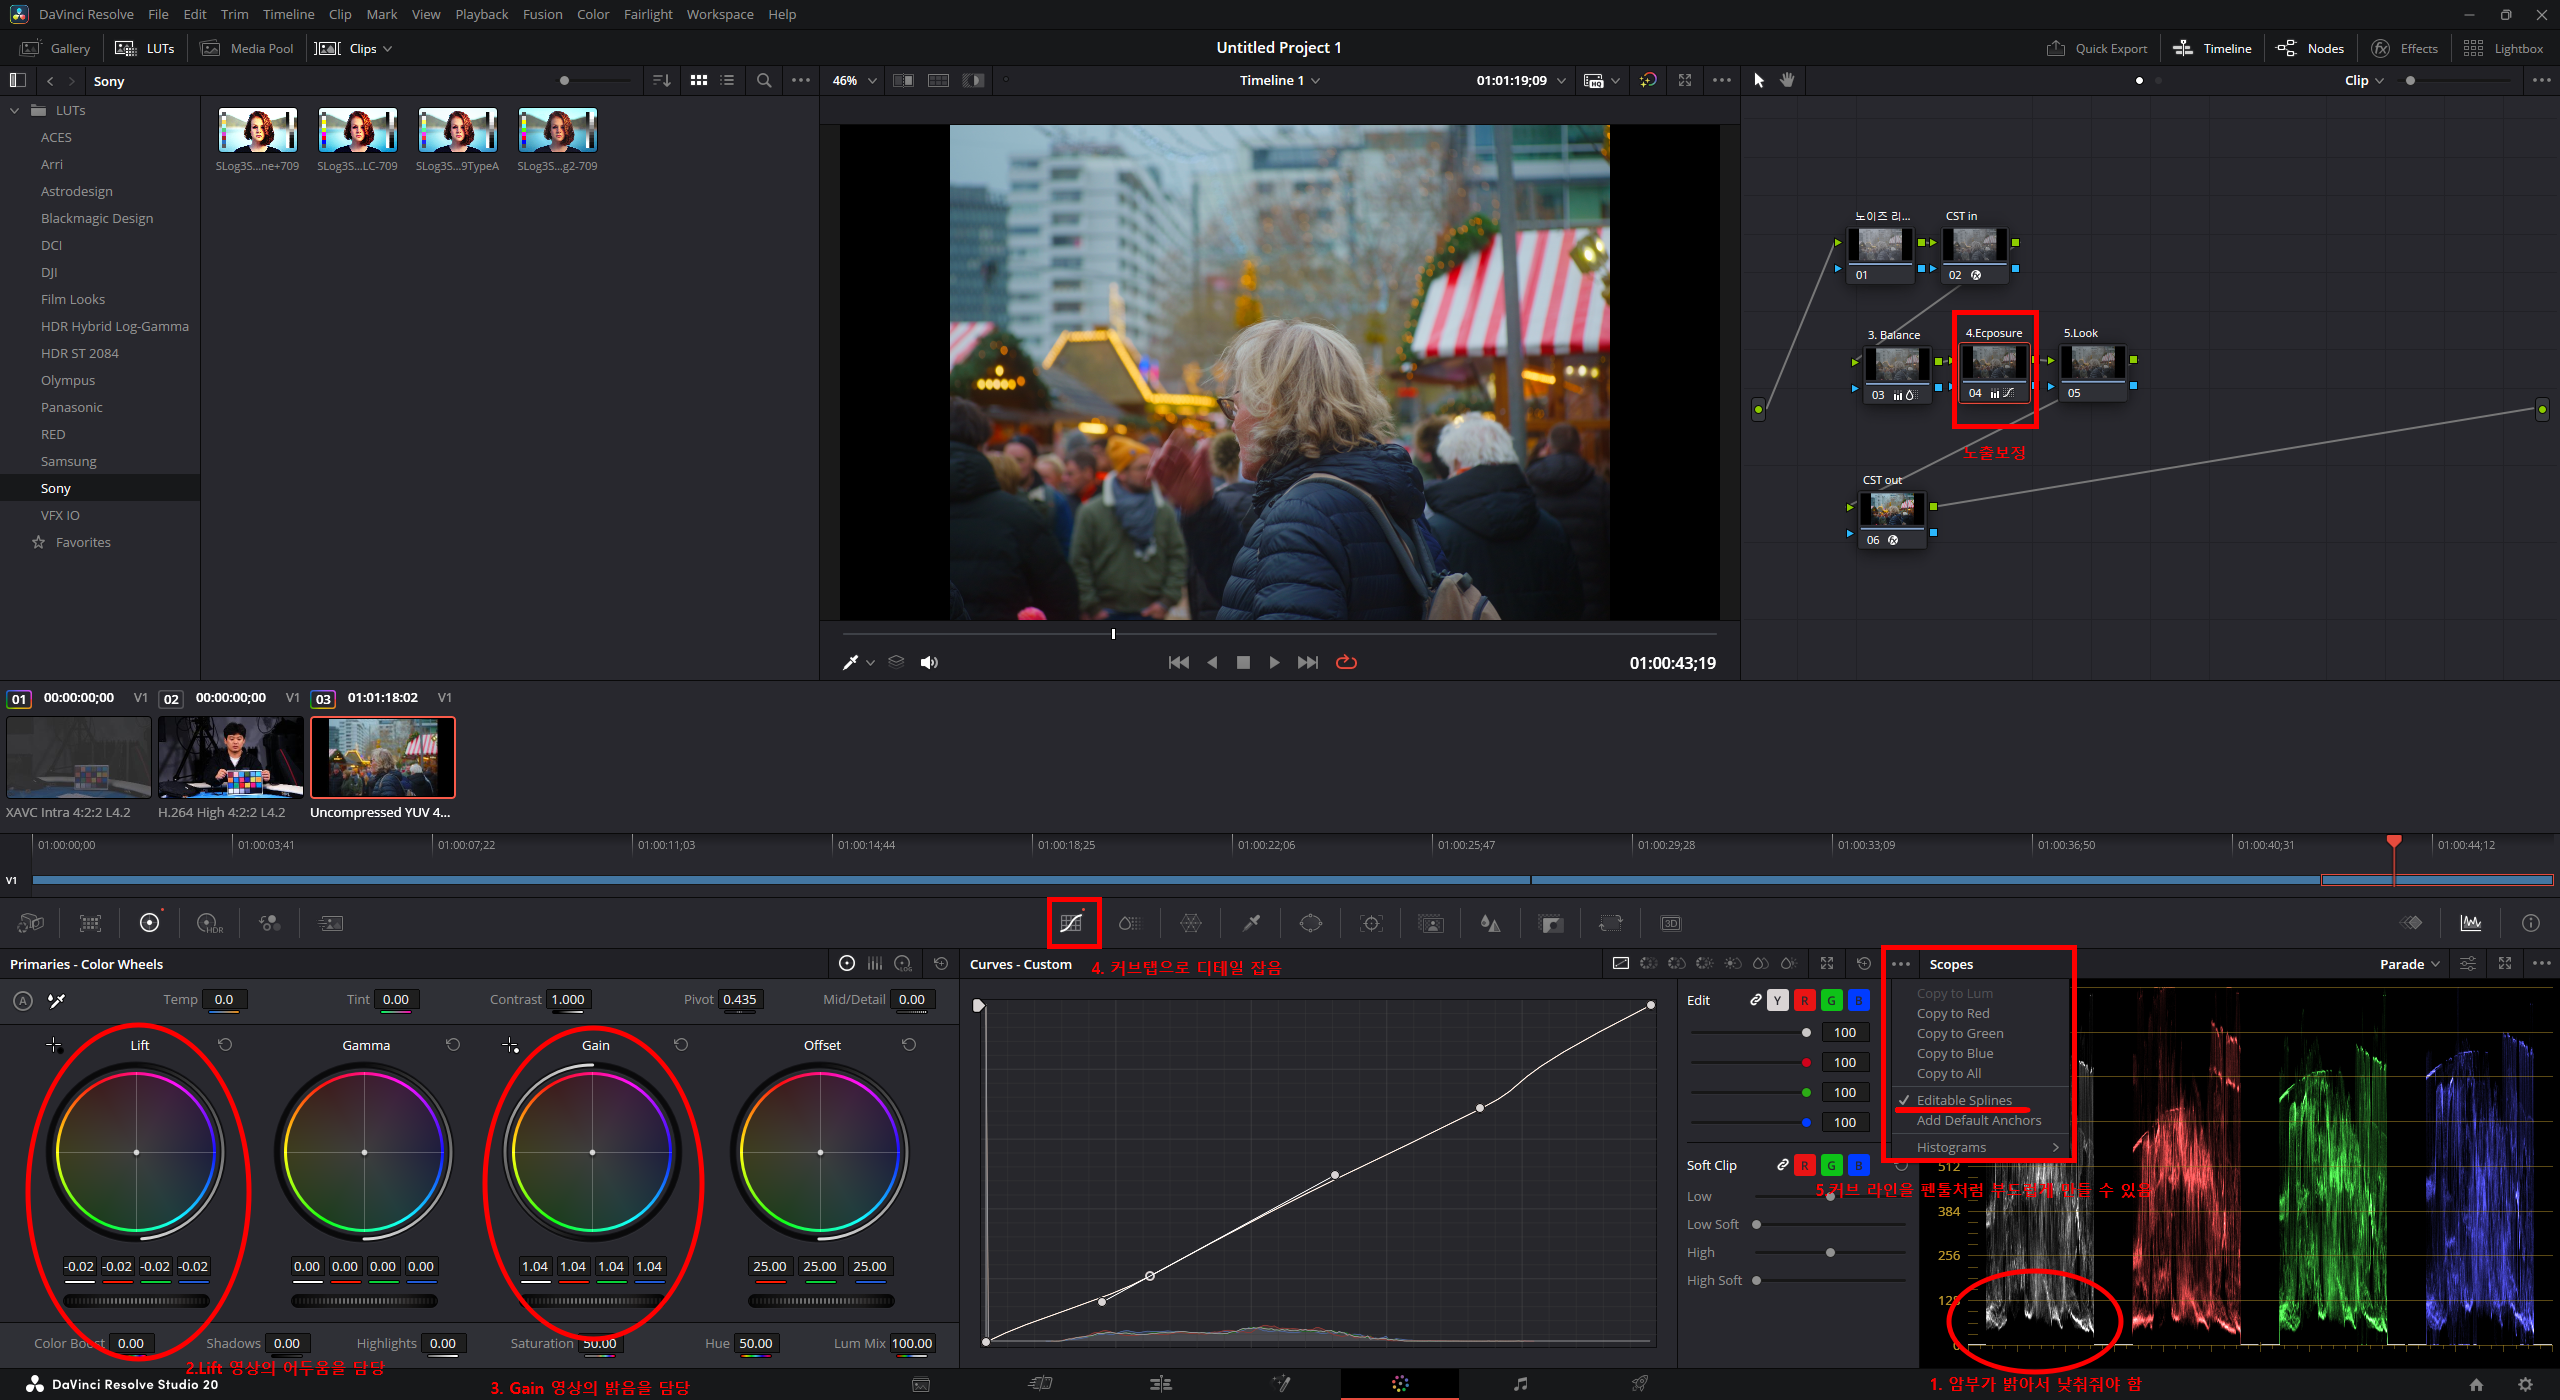 DaVinci Resolve File Edit Trim Timeline Clip Mark View Playback Fusion Color Fairlight Workspace Help
Gallery LUTs Media Pool Clips Untitled Project 1 Quick Export Timeline Nodes Effects Lightbox
Sony 46% Timeline 1 01:01:19;09 Clip
LUTs
ACES
Arri
Astrodesign
Blackmagic Design
DCI
DJI
Film Looks
HDR Hybrid Log-Gamma
HDR ST 2084
Olympus
Panasonic
RED
Samsung
Sony
VFX IO
Favorites
SLog3S...ne+709 SLog3S...LC-709 SLog3S...9TypeA SLog3S...g2-709
노이즈 리... CST in
01 02
3. Balance 4.Ecposure 5.Look
03 04 05
노출보정
CST out
06
01:00:43;19
01 00:00:00;00 V1 02 00:00:00;00 V1 03 01:01:18:02 V1
XAVC Intra 4:2:2 L4.2 H.264 High 4:2:2 L4.2 Uncompressed YUV 4...
01:00:00;00 01:00:03;41 01:00:07;22 01:00:11;03 01:00:14;44 01:00:18;25 01:00:22;06 01:00:25;47 01:00:29;28 01:00:33;09 01:00:36;50 01:00:40;31 01:00:44;12
V1
HDR 3D
Primaries - Color Wheels
LOG
A Temp 0.0 Tint 0.00 Contrast 1.000 Pivot 0.435 Mid/Detail 0.00
Lift Gamma Gain Offset
-0.02 -0.02 -0.02 -0.02 0.00 0.00 0.00 0.00 1.04 1.04 1.04 1.04 25.00 25.00 25.00
Color Boost 0.00 Shadows 0.00 Highlights 0.00 Saturation 50.00 Hue 50.00 Lum Mix 100.00
2.Lift 영상의 어두움을 담당
3. Gain 영상의 밝음을 담당
Curves - Custom 4. 커브탭으로 디테일 잡음
Edit Y R G B
100
100
100
100
Soft Clip R G B
Low
Low Soft
High
High Soft
Scopes Parade
Copy to Lum
Copy to Red
Copy to Green
Copy to Blue
Copy to All
Editable Splines
Add Default Anchors
Histograms
5.커브 라인을 펜툴처럼 부드럽게 만들 수 있음
512
384
256
128
0
1. 암부가 밝아서 낮춰줘야 함
DaVinci Resolve Studio 20